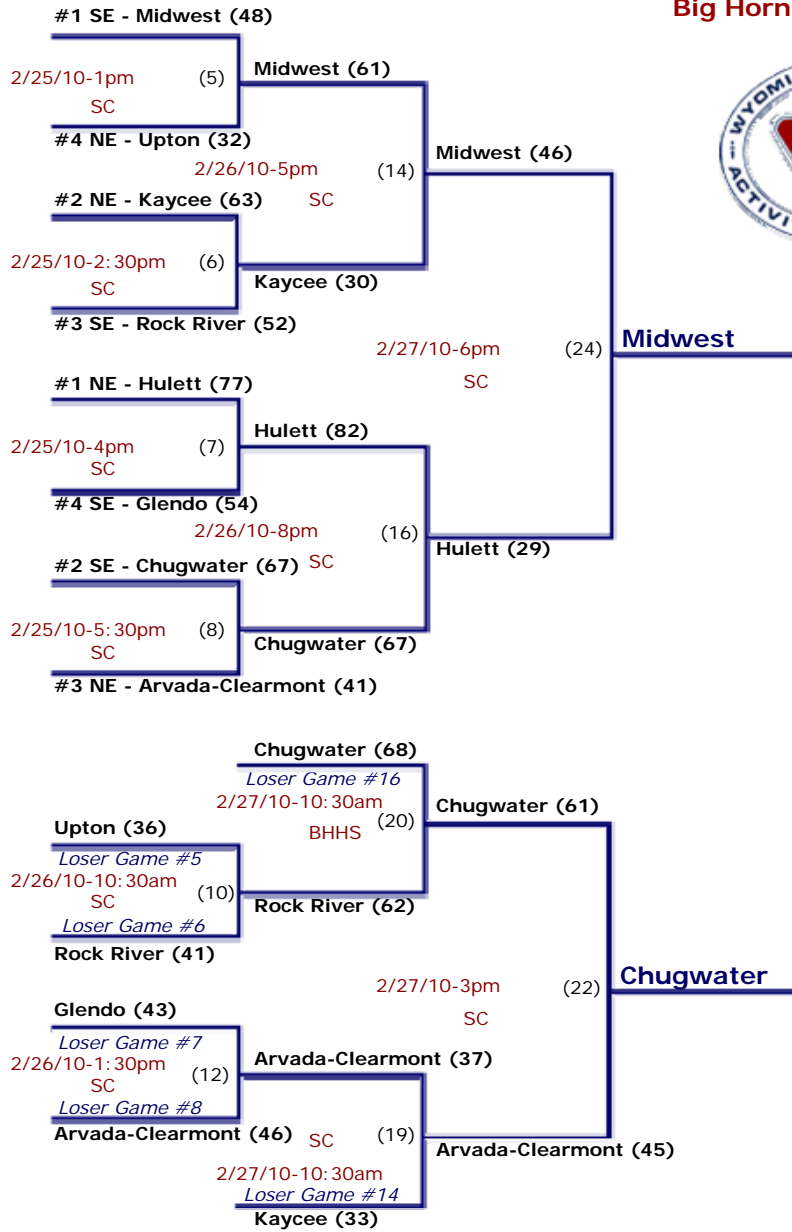 Big Horn
#1 SE - Midwest (48)
2/25/10-1pm
(5)
SC
Midwest (61)
#4 NE - Upton (32)
2/26/10-5pm
(14)
SC
Midwest (46)
WYOMI
ACTIVI
#2 NE - Kaycee (63)
2/25/10-2:30pm
(6)
SC
Kaycee (30)
#3 SE - Rock River (52)
2/27/10-6pm
(24)
SC
Midwest
#1 NE - Hulett (77)
2/25/10-4pm
(7)
SC
Hulett (82)
#4 SE - Glendo (54)
2/26/10-8pm
(16)
SC
Hulett (29)
#2 SE - Chugwater (67)
2/25/10-5:30pm
(8)
SC
Chugwater (67)
#3 NE - Arvada-Clearmont (41)
Chugwater (68)
Loser Game #16
2/27/10-10:30am
(20)
BHHS
Chugwater (61)
Upton (36)
Loser Game #5
2/26/10-10:30am
(10)
SC
Loser Game #6
Rock River (62)
Rock River (41)
2/27/10-3pm
(22)
SC
Chugwater
Glendo (43)
Loser Game #7
2/26/10-1:30pm
(12)
SC
Loser Game #8
Arvada-Clearmont (37)
Arvada-Clearmont (46)
SC
(19)
Arvada-Clearmont (45)
2/27/10-10:30am
Loser Game #14
Kaycee (33)